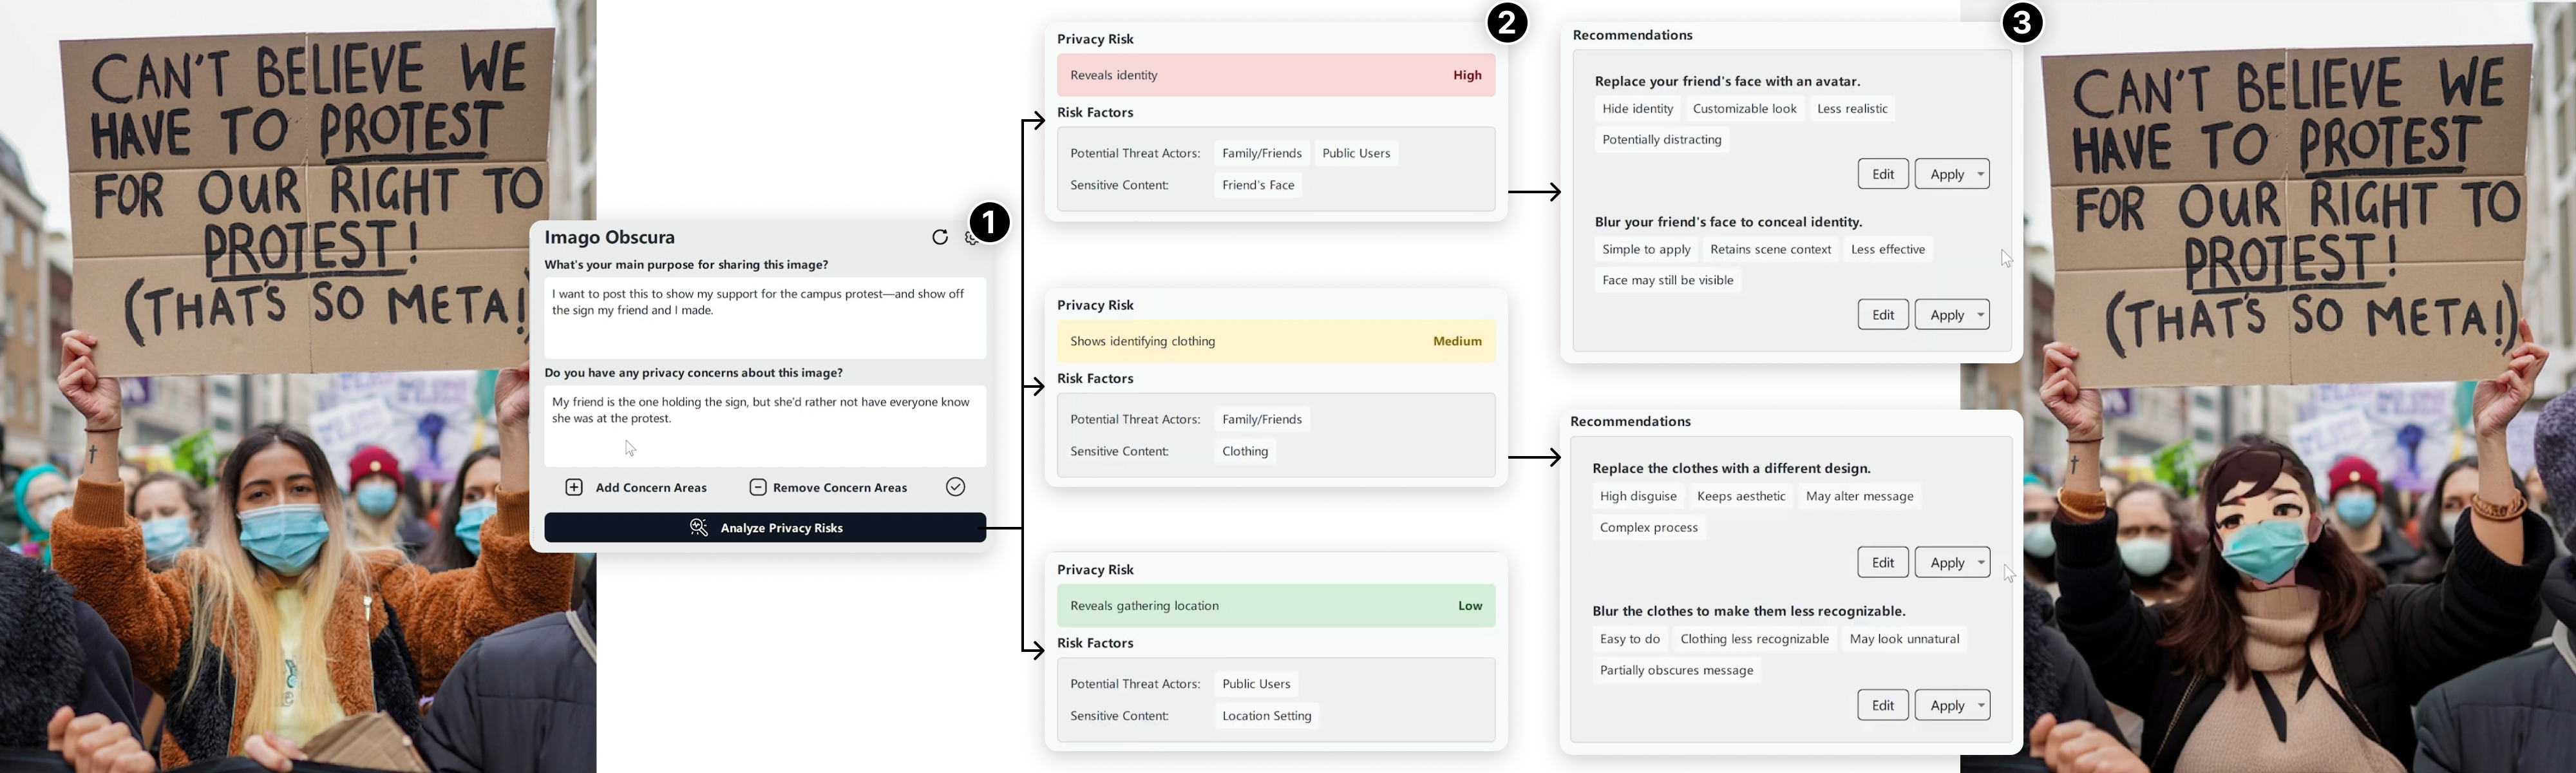 CAN'T BELIEVE WE
HAVE TO PROTEST
FOR OUR RIGHT TO
PROTEST!
(THAT'S SO META!
1
Imago Obscura
What's your main purpose for sharing this image?
I want to post this to show my support for the campus protest—and show off
the sign my friend and I made.
Do you have any privacy concerns about this image?
My friend is the one holding the sign, but she'd rather not have everyone know
she was at the protest.
Add Concern Areas
Remove Concern Areas
Analyze Privacy Risks
2
Privacy Risk
Reveals identity High
Risk Factors
Potential Threat Actors: Family/Friends Public Users
Sensitive Content: Friend's Face
Privacy Risk
Shows identifying clothing Medium
Risk Factors
Potential Threat Actors: Family/Friends
Sensitive Content: Clothing
Privacy Risk
Reveals gathering location Low
Risk Factors
Potential Threat Actors: Public Users
Sensitive Content: Location Setting
3
Recommendations
Replace your friend's face with an avatar.
Hide identity Customizable look Less realistic
Potentially distracting
Edit Apply
Blur your friend's face to conceal identity.
Simple to apply Retains scene context Less effective
Face may still be visible
Edit Apply
Recommendations
Replace the clothes with a different design.
High disguise Keeps aesthetic May alter message
Complex process
Edit Apply
Blur the clothes to make them less recognizable.
Easy to do Clothing less recognizable May look unnatural
Partially obscures message
Edit Apply
CAN'T BELIEVE WE
HAVE TO PROTEST
FOR OUR RIGHT TO
PROTEST!
(THAT'S SO META!)